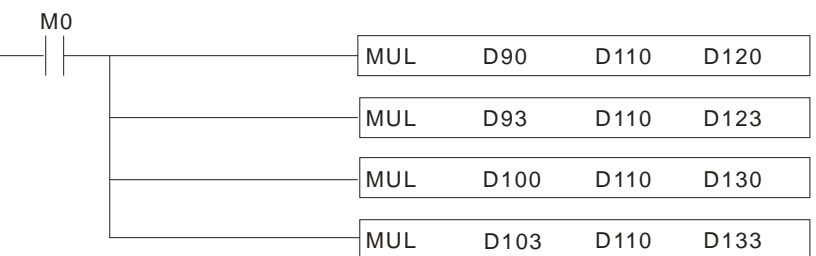 M0
MUL D90 D110 D120
MUL D93 D110 D123
MUL D100 D110 D130
MUL D103 D110 D133